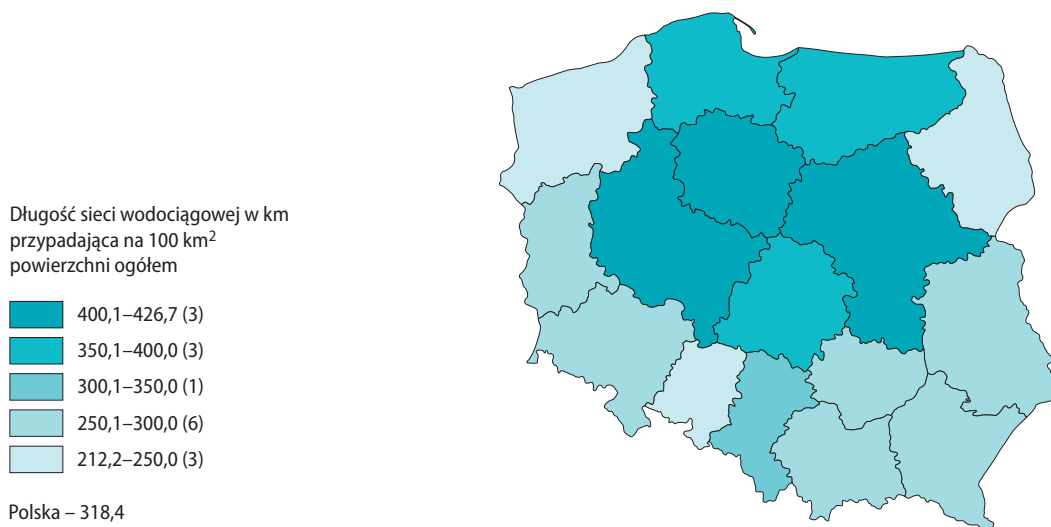 Długość sieci wodociągowej w km
przypadająca na 100 km²
powierzchni ogółem
400,1–426,7 (3)
350,1–400,0 (3)
300,1–350,0 (1)
250,1–300,0 (6)
212,2–250,0 (3)
Polska – 318,4